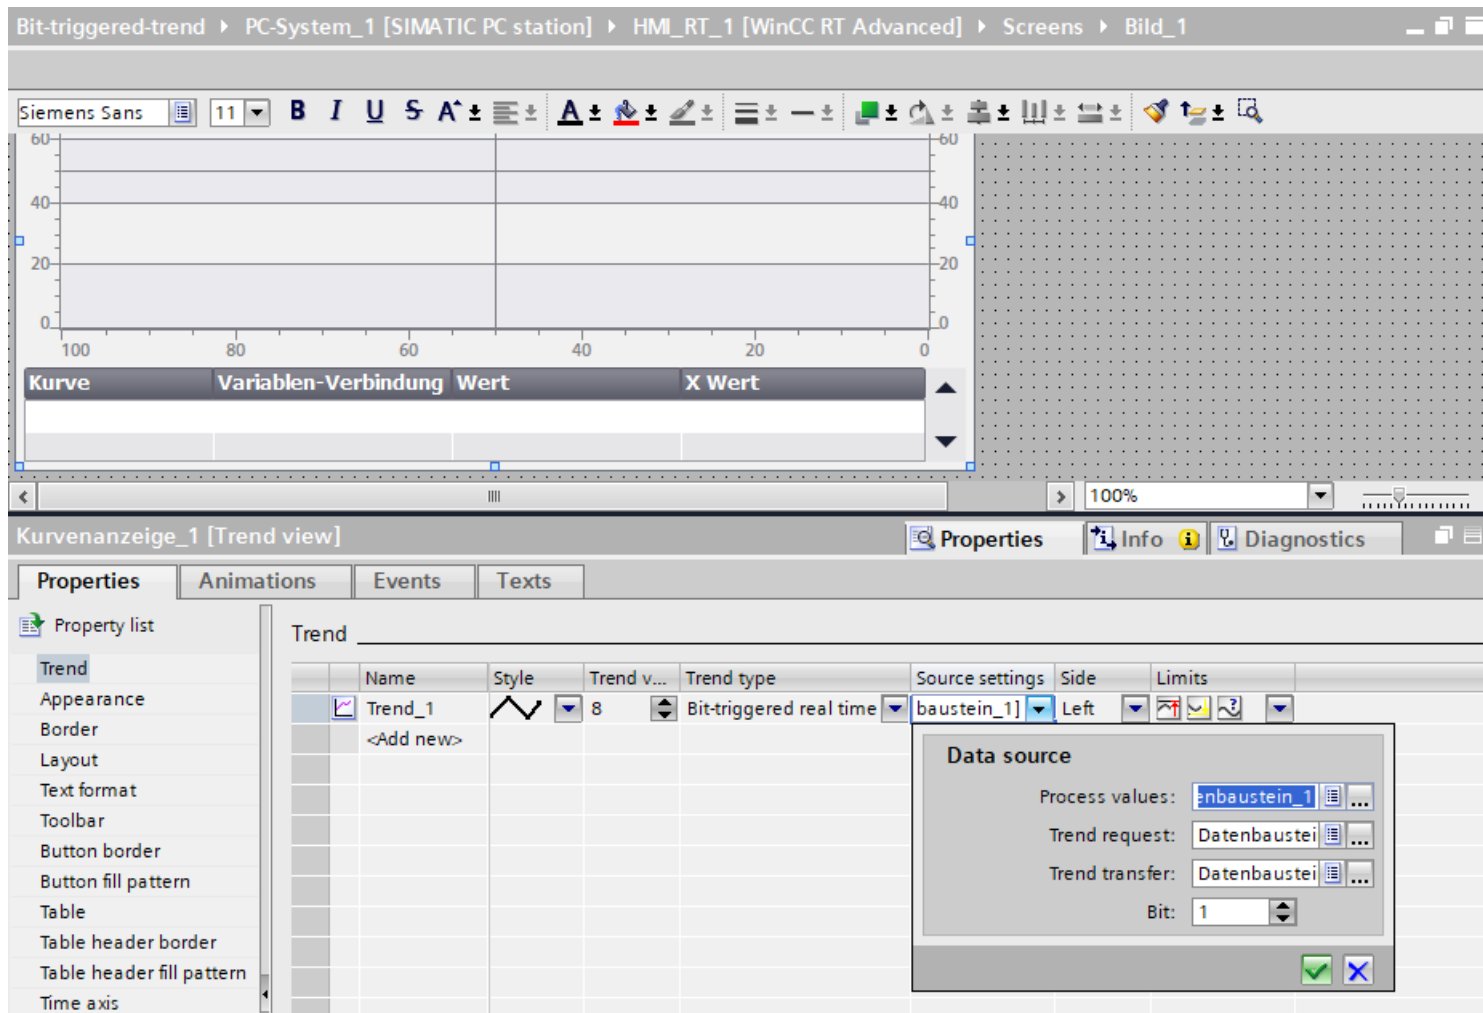 Bit-triggered-trend PC-System_1 [SIMATIC PC station] HMI_RT_1 [WinCC RT Advanced] Screens Bild_1
Siemens Sans 11 B I U S A A
60 60
40 40
20 20
0 0
100 80 60 40 20 0
Kurve Variablen-Verbindung Wert X Wert
100%
Kurvenanzeige_1 [Trend view] Properties Info Diagnostics
Properties Animations Events Texts
Property list
Trend
Trend
Appearance
Border
Layout
Text format
Toolbar
Button border
Button fill pattern
Table
Table header border
Table header fill pattern
Time axis
Name Style Trend v... Trend type Source settings Side Limits
Trend_1 8 Bit-triggered real time baustein_1] Left
<Add new>
Data source
Process values: enbaustein_1 ...
Trend request: Datenbaustei ...
Trend transfer: Datenbaustei ...
Bit: 1